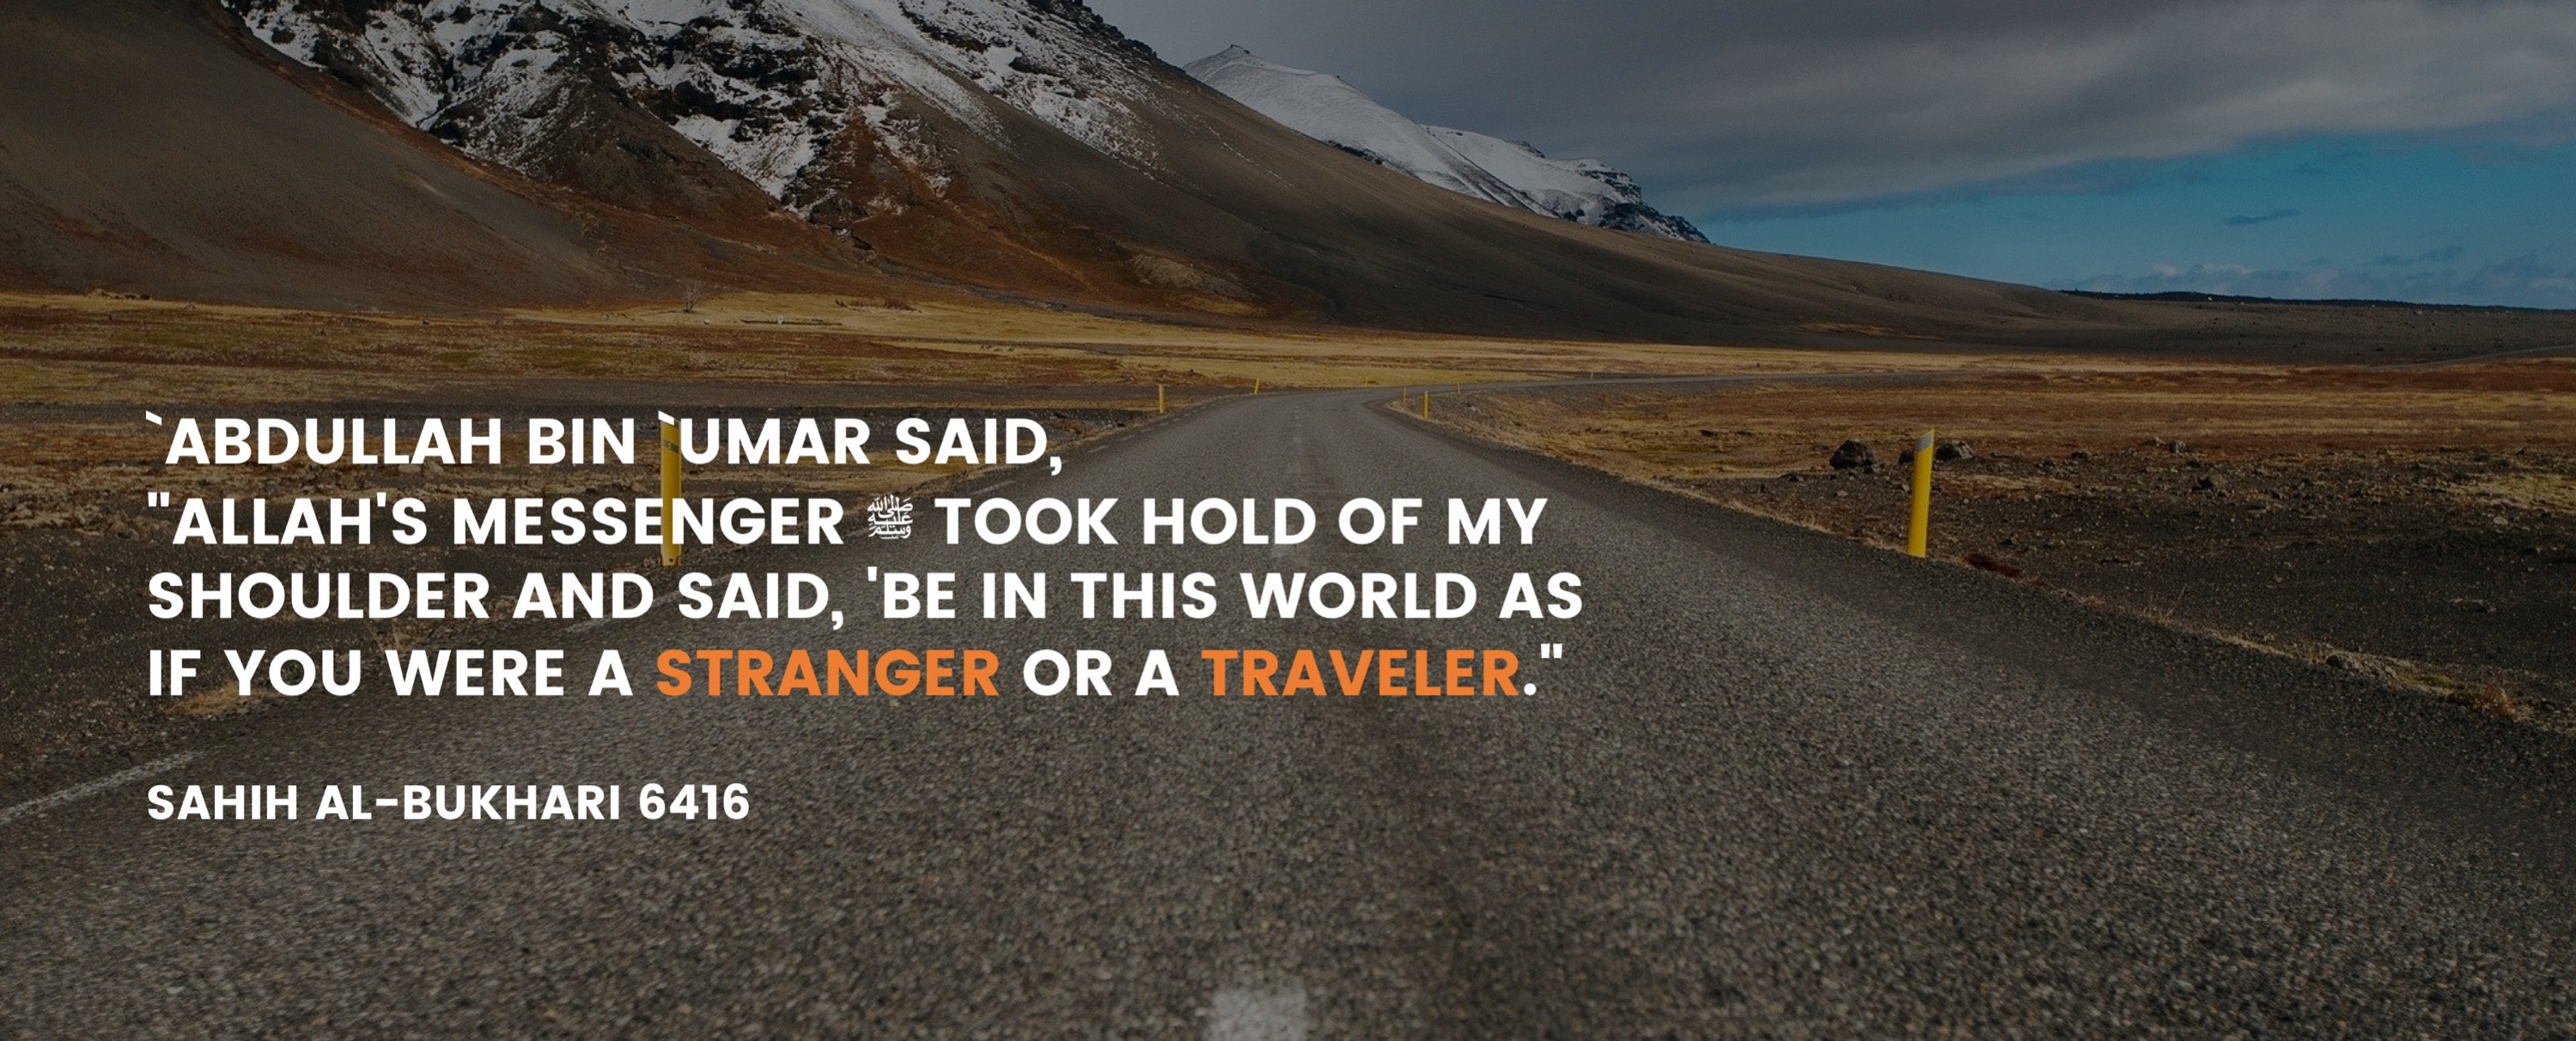 `ABDULLAH BIN `UMAR SAID,
"ALLAH'S MESSENGER ﷺ TOOK HOLD OF MY
SHOULDER AND SAID, 'BE IN THIS WORLD AS
IF YOU WERE A STRANGER OR A TRAVELER."
SAHIH AL-BUKHARI 6416